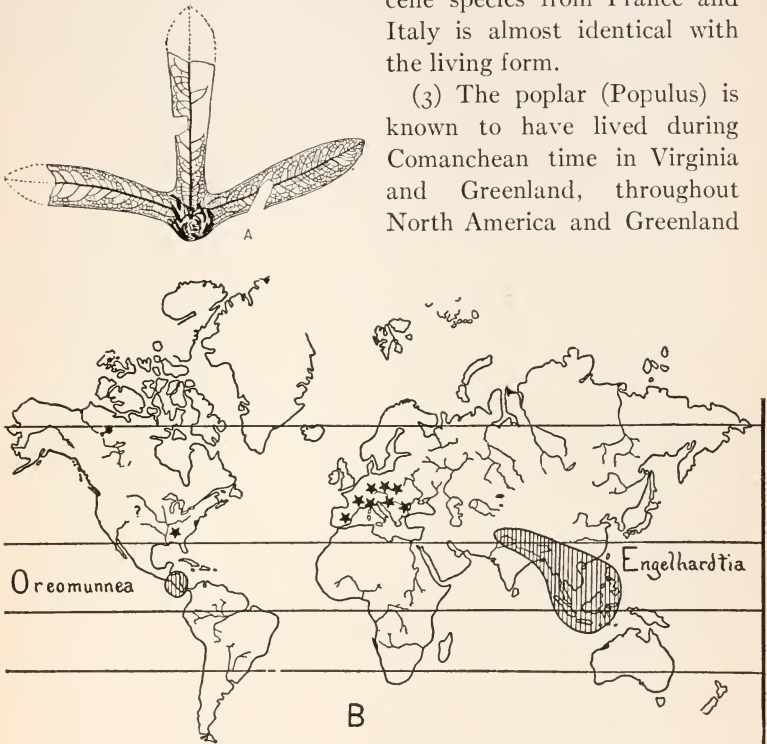 cene species from France and
Italy is almost identical with
the living form.
(3) The poplar (Populus) is
known to have lived during
Comanchean time in Virginia
and Greenland, throughout
North America and Greenland
A
?
Engelhardtia
Oreomunnea
B